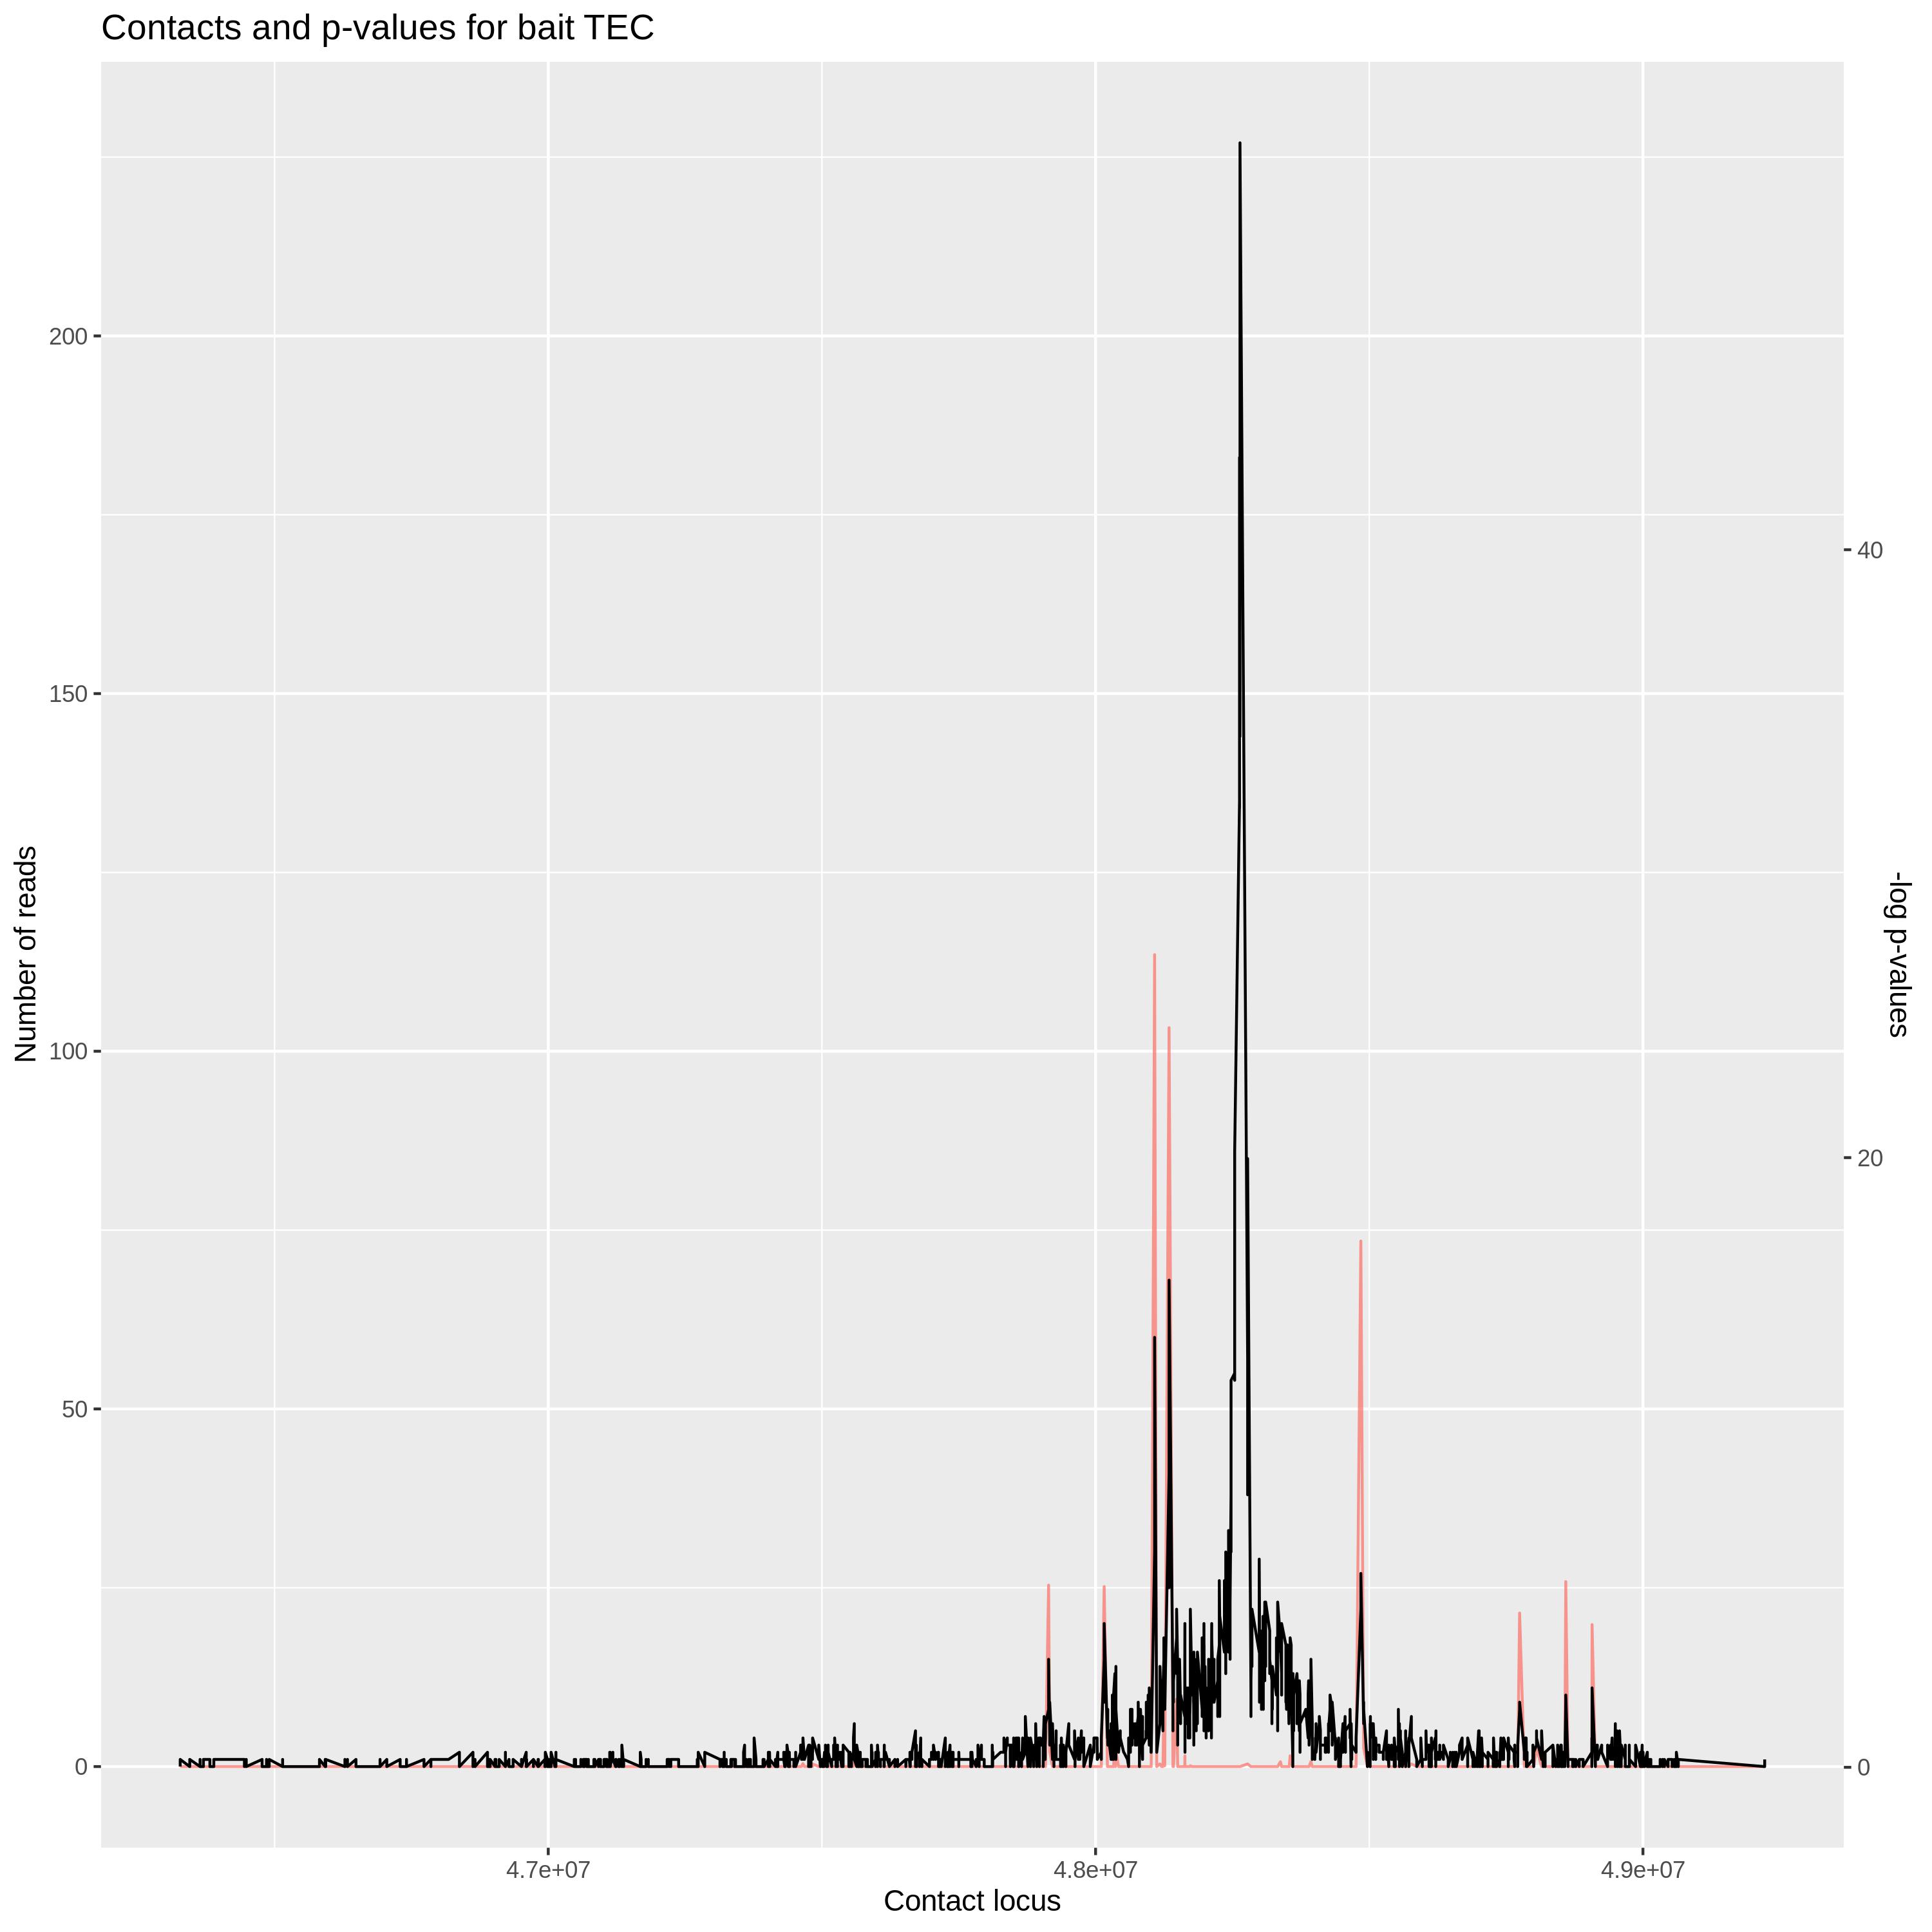 Contacts and p-values for bait TEC
Number of reads
200
150
100
50
0
40
20
0
-log p-values
4.7e+07
4.8e+07
4.9e+07
Contact locus